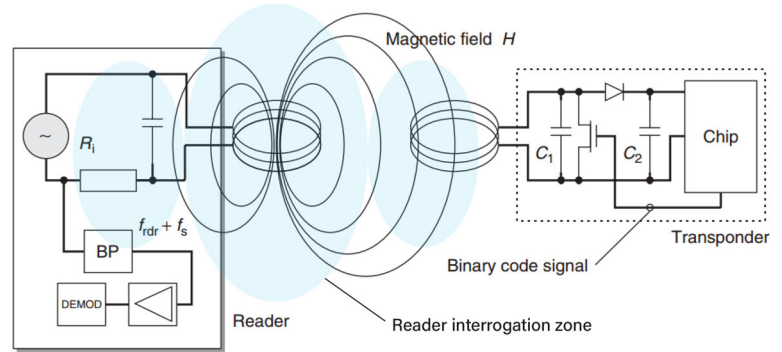 Magnetic field H
~
Ri
C1
C2
Chip
frdr + fs
BP
DEMOD
Transponder
Binary code signal
Reader
Reader interrogation zone